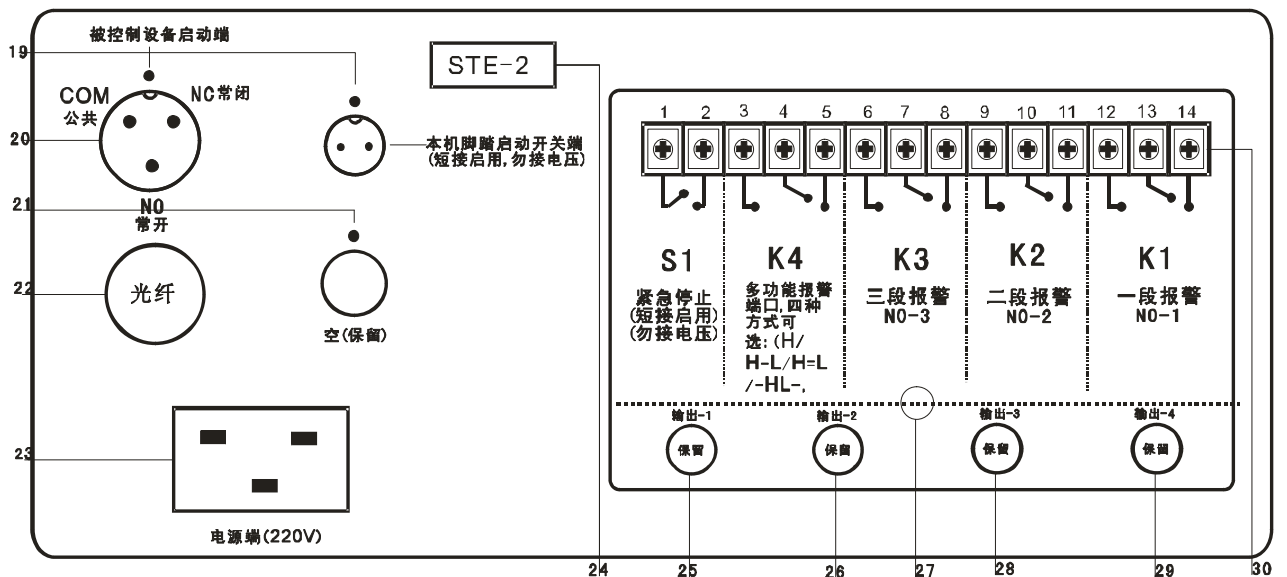 被控制设备启动端
19
STE-2
COM
公共
NC常闭
20
本机脚踏启动开关端
(短接启用,勿接电压)
21
NO
常开
22
光纤
空(保留)
23
电源端(220V)
1 2 3 4 5 6 7 8 9 10 11 12 13 14
S1
紧急停止
(短接启用)
(勿接电压)
K4
多功能报警
端口,四种
方式可
选:(H/
H-L/H=L
/-HL-,
K3
三段报警
NO-3
K2
二段报警
NO-2
K1
一段报警
NO-1
输出-1
保留
输出-2
保留
输出-3
保留
输出-4
保留
24 25 26 27 28 29 30